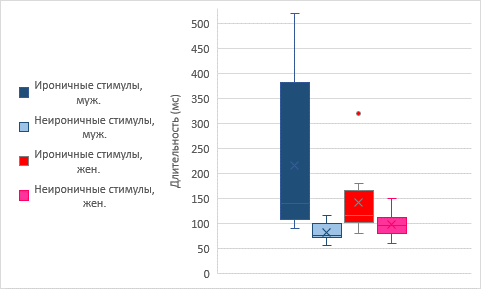 500
450
400
350
300
250
200
150
100
50
0
Длительность (мс)
Ироничные стимулы,
муж.
Неироничные стимулы,
муж.
Ироничные стимулы,
жен.
Неироничные стимулы,
жен.